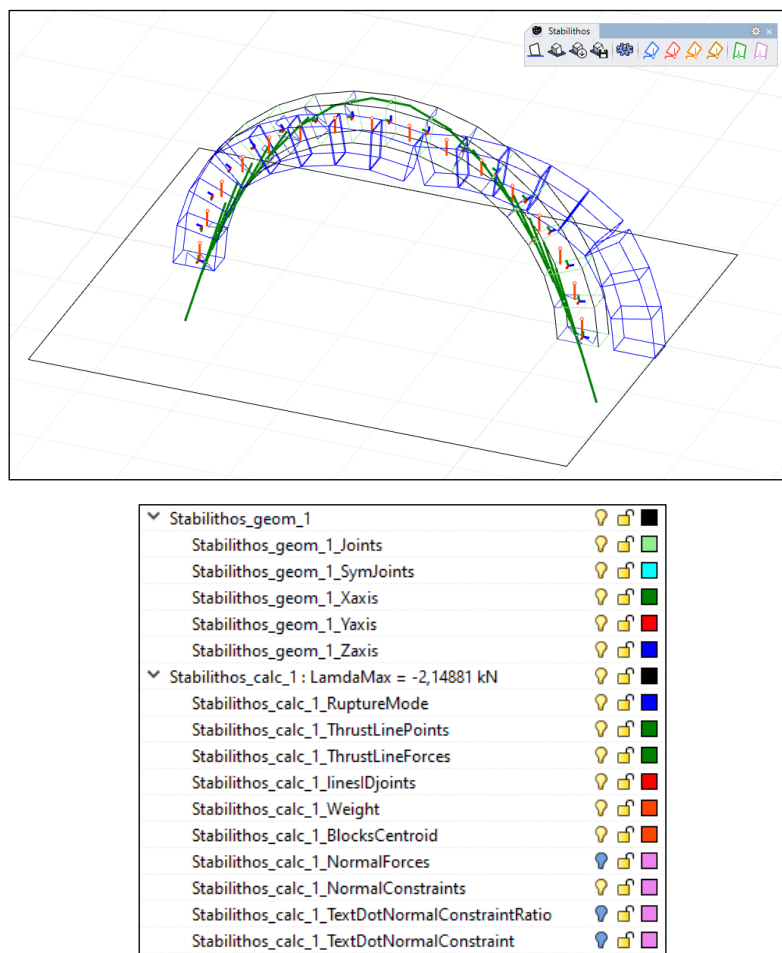 Stabilithos
Stabilithos_geom_1
Stabilithos_geom_1_Joints
Stabilithos_geom_1_SymJoints
Stabilithos_geom_1_Xaxis
Stabilithos_geom_1_Yaxis
Stabilithos_geom_1_Zaxis
Stabilithos_calc_1 : LamdaMax = -2,14881 kN
Stabilithos_calc_1_RuptureMode
Stabilithos_calc_1_ThrustLinePoints
Stabilithos_calc_1_ThrustLineForces
Stabilithos_calc_1_linesIDjoints
Stabilithos_calc_1_Weight
Stabilithos_calc_1_BlocksCentroid
Stabilithos_calc_1_NormalForces
Stabilithos_calc_1_NormalConstraints
Stabilithos_calc_1_TextDotNormalConstraintRatio
Stabilithos_calc_1_TextDotNormalConstraint